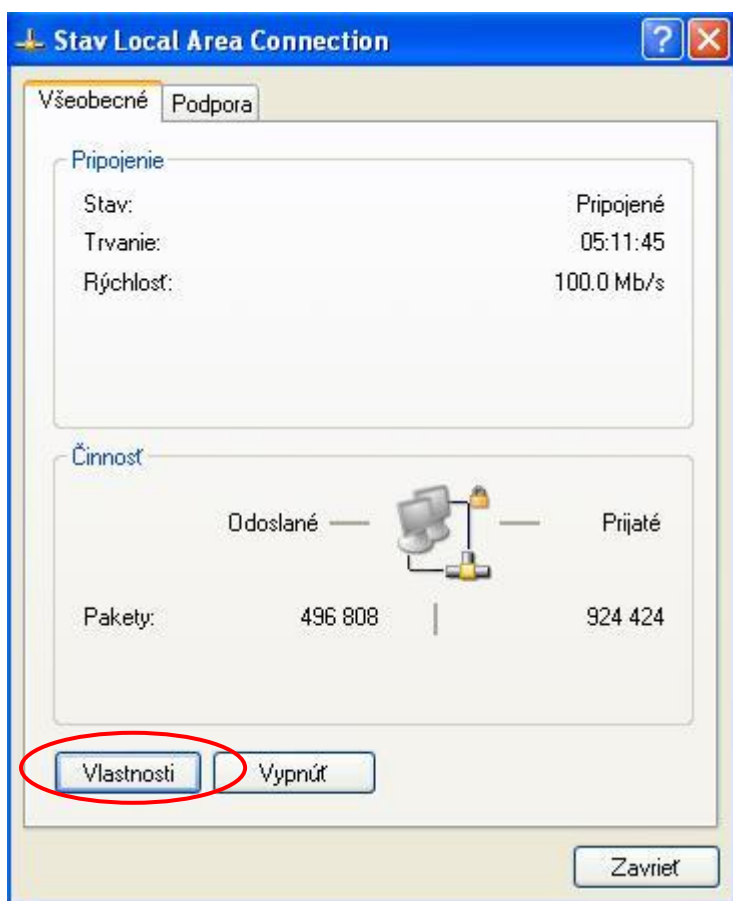 Stav Local Area Connection
Všeobecné Podpora
Pripojenie
Stav: Pripojené
Trvanie: 05:11:45
Rýchlosť: 100.0 Mb/s
Činnosť
Odoslané Prijaté
Pakety: 496 808 924 424
Vlastnosti Vypnúť
Zavrieť